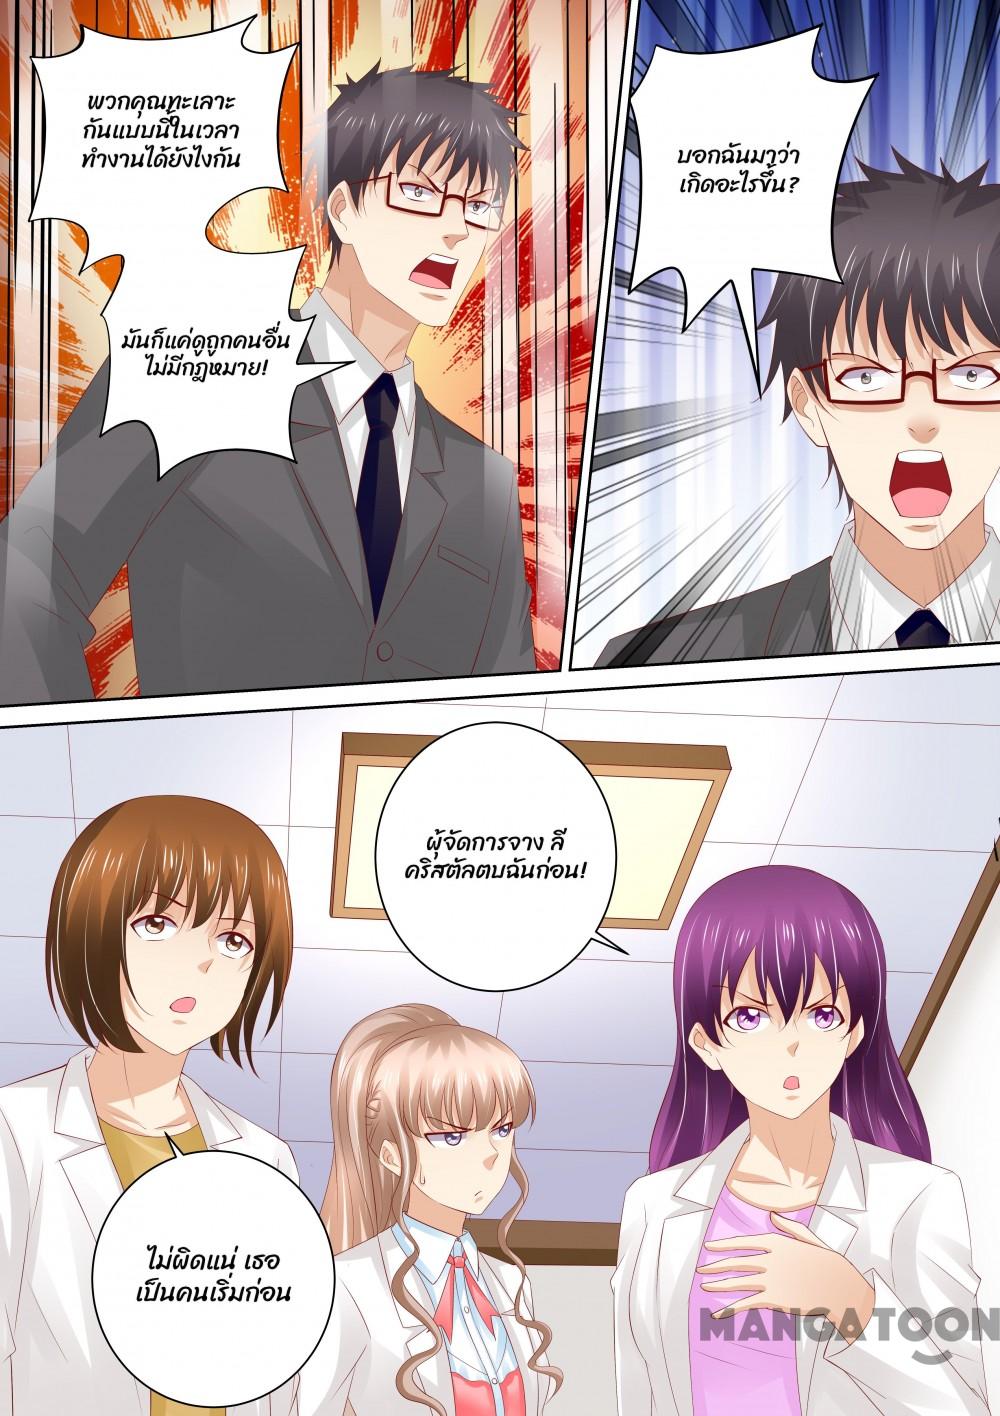 พวกคุณทะเลาะ
กันแบบนี้ในเวลา
ทำงานได้ยังไงกัน
มันก็แค่ดูถูกคนอื่น
ไม่มีกฎหมาย!
บอกฉันมาว่า
เกิดอะไรขึ้น?
ผุ้จัดการจาง ลี
คริสตัลตบฉันก่อน!
ไม่ผิดแน่ เธอ
เป็นคนเริ่มก่อน
MANGATOON